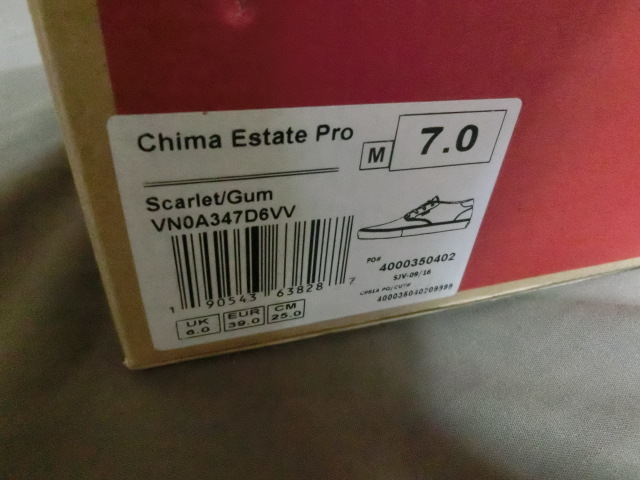 Chima Estate Pro
M
7.0
Scarlet/Gum
VN0A347D6VV
1 90543 63828 7
PO# 4000350402
SJV-09/16
400035040209999
UK EUR CM
6.0 39.0 25.0